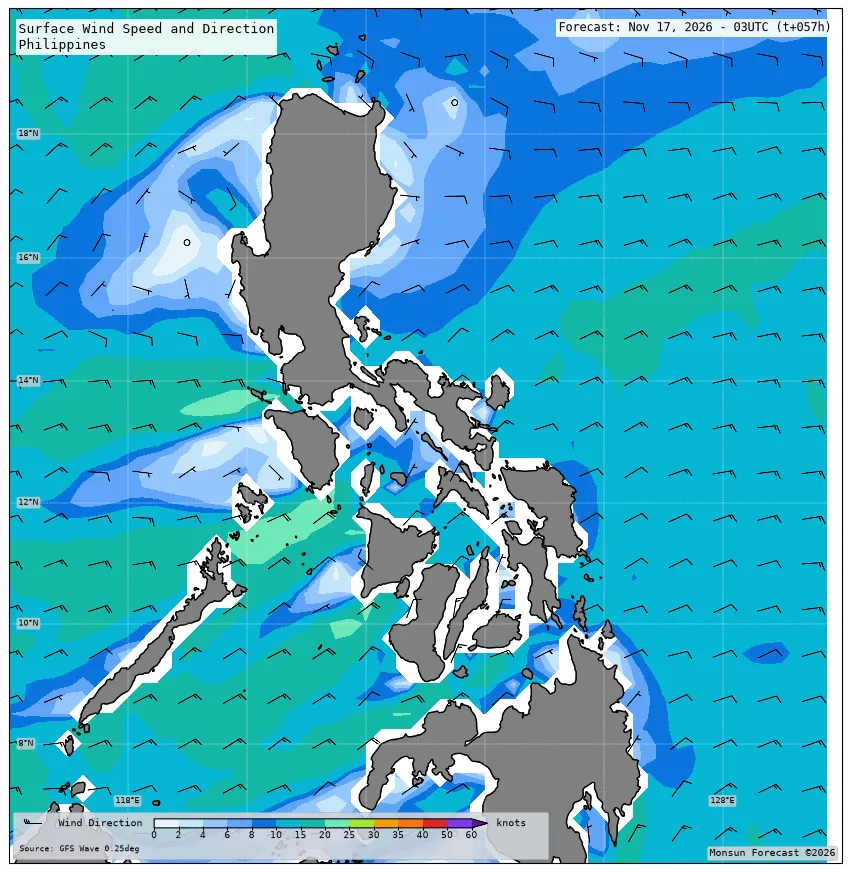 Surface Wind Speed and Direction
Philippines
Forecast: Nov 17, 2026 - 03UTC (t+057h)
18°N
16°N
14°N
12°N
10°N
8°N
118°E
128°E
Wind Direction
0 2 4 6 8 10 15 20 25 30 35 40 50 60
knots
Source: GFS Wave 0.25deg
Monsun Forecast ©2026